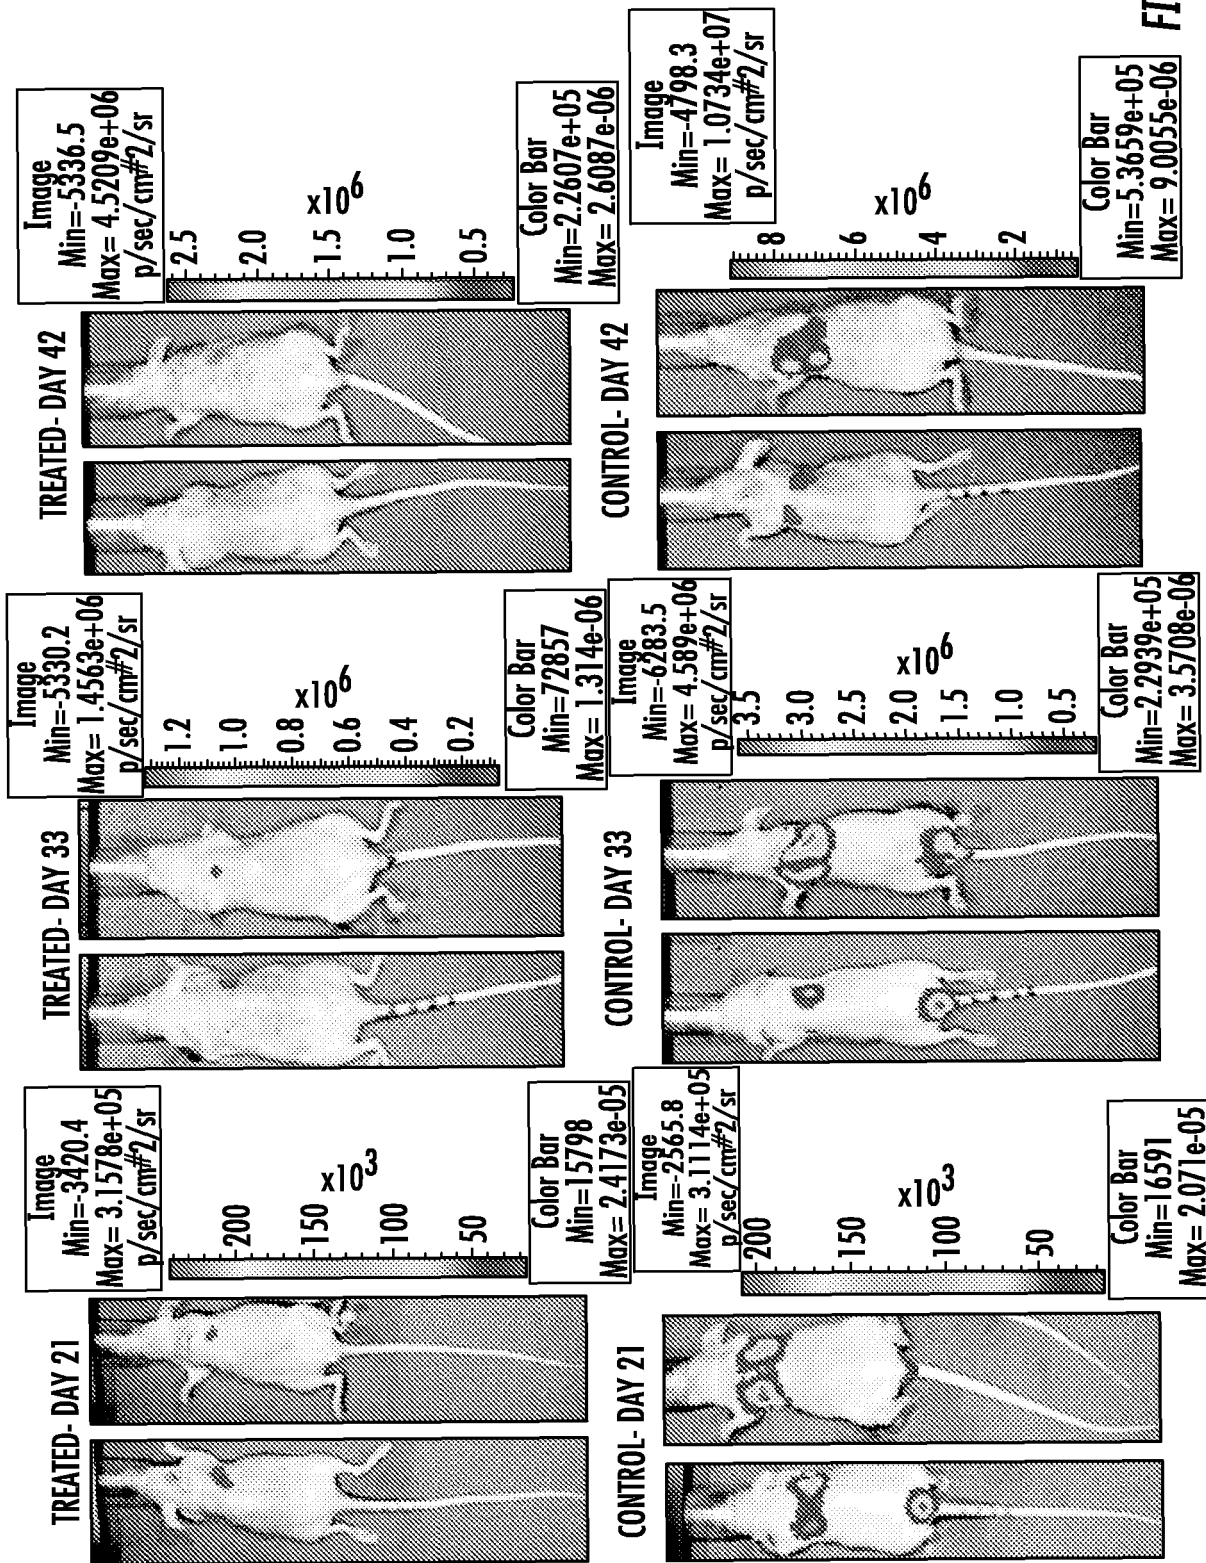 TREATED- DAY 21
Image
Min=-3420.4
Max= 3.1578e+05
p/sec/cm#2/sr
200
150
100
50
x10^3
Color Bar
Min=15798
Max= 2.4173e-05
TREATED- DAY 33
Image
Min=-5330.2
Max= 1.4563e+06
p/sec/cm#2/sr
1.2
1.0
0.8
0.6
0.4
0.2
x10^6
Color Bar
Min=72857
Max= 1.314e-06
TREATED- DAY 42
Image
Min=-5336.5
Max= 4.5209e+06
p/sec/cm#2/sr
2.5
2.0
1.5
1.0
0.5
x10^6
Color Bar
Min=2.2607e+05
Max= 2.6087e-06
CONTROL- DAY 21
Image
Min=-2565.8
Max= 3.1114e+05
p/sec/cm#2/sr
200
150
100
50
x10^3
Color Bar
Min=16591
Max= 2.071e-05
CONTROL- DAY 33
Image
Min=-6283.5
Max= 4.589e+06
p/sec/cm#2/sr
3.5
3.0
2.5
2.0
1.5
1.0
0.5
x10^6
Color Bar
Min=2.2939e+05
Max= 3.5708e-06
CONTROL- DAY 42
Image
Min=-4798.3
Max= 1.0734e+07
p/sec/cm#2/sr
8
6
4
2
x10^6
Color Bar
Min=5.3659e+05
Max= 9.0055e-06
FI